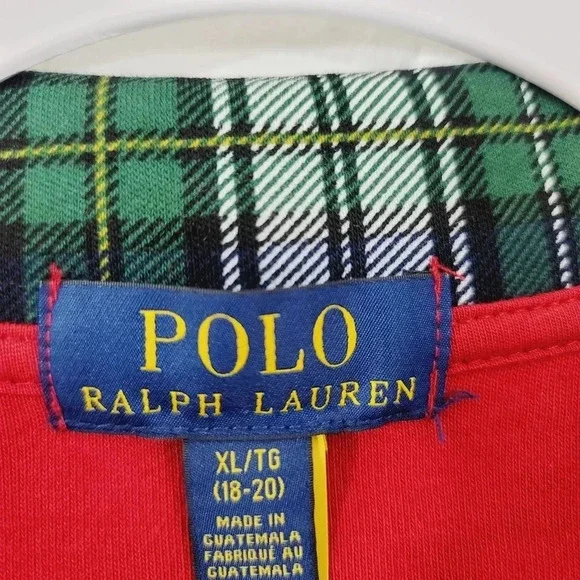 POLO
RALPH LAUREN
XL/TG
(18-20)
MADE IN
GUATEMALA
FABRIQUÉ AU
GUATEMALA